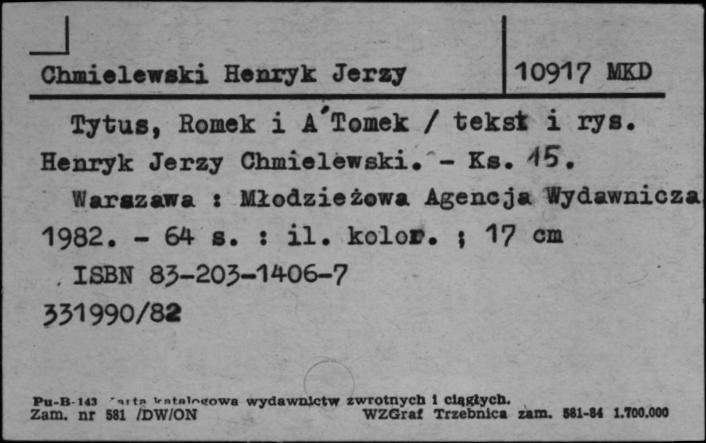 Chmielewski Henryk Jerzy 10917 MKD
Tytus, Romek i A'Tomek / tekst i rys.
Henryk Jerzy Chmielewski. - Ks. 15.
Warszawa : Młodzieżowa Agencja Wydawnicza
1982. - 64 s. : il. kolor. ; 17 cm
. ISBN 83-203-1406-7
331990/82
Pu-B-143 Karta katalogowa wydawnictw zwrotnych i ciągłych.
Zam. nr 581 /DW/ON WZGraf Trzebnica zam. 581-84 1.700.000